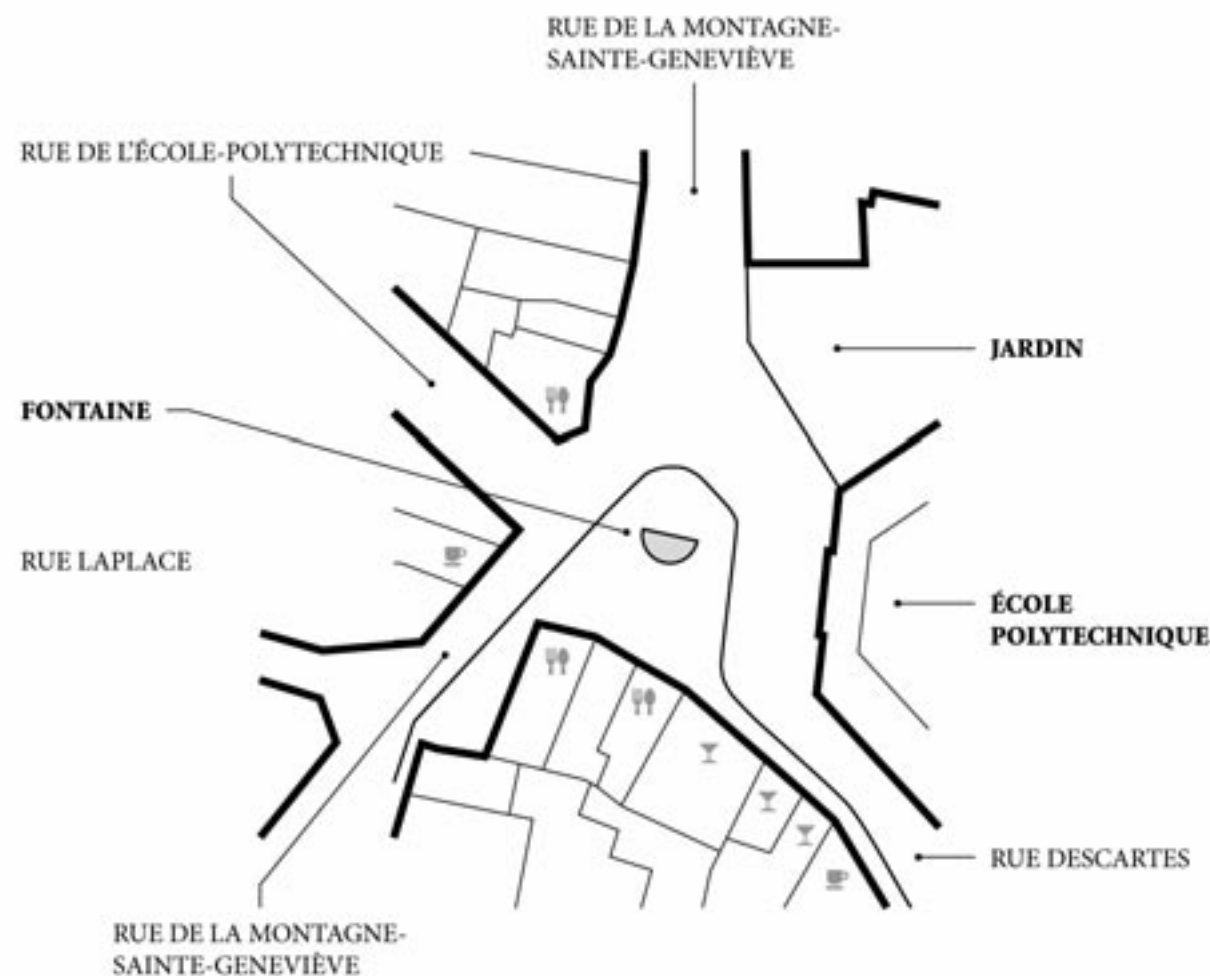 RUE DE LA MONTAGNE-
SAINTE-GENEVIÈVE
RUE DE L'ÉCOLE-POLYTECHNIQUE
JARDIN
FONTAINE
RUE LAPLACE
ÉCOLE
POLYTECHNIQUE
RUE DESCARTES
RUE DE LA MONTAGNE-
SAINTE-GENEVIÈVE